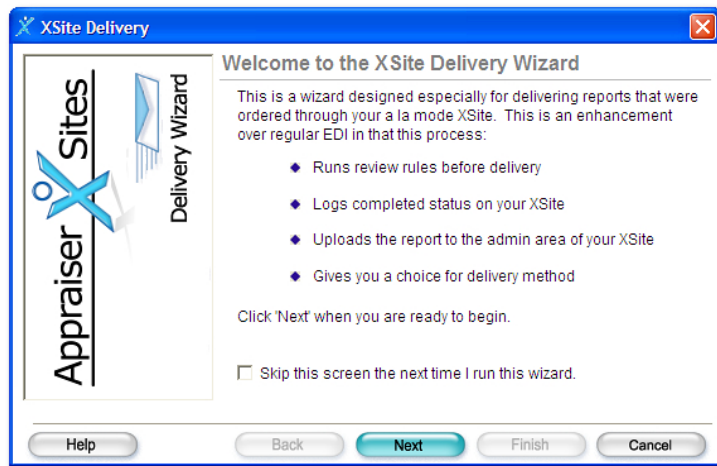 XSite Delivery
Appraiser XSites
Delivery Wizard
Welcome to the XSite Delivery Wizard
This is a wizard designed especially for delivering reports that were
ordered through your a la mode XSite. This is an enhancement
over regular EDI in that this process:
Runs review rules before delivery
Logs completed status on your XSite
Uploads the report to the admin area of your XSite
Gives you a choice for delivery method
Click 'Next' when you are ready to begin.
Skip this screen the next time I run this wizard.
Help
Back
Next
Finish
Cancel